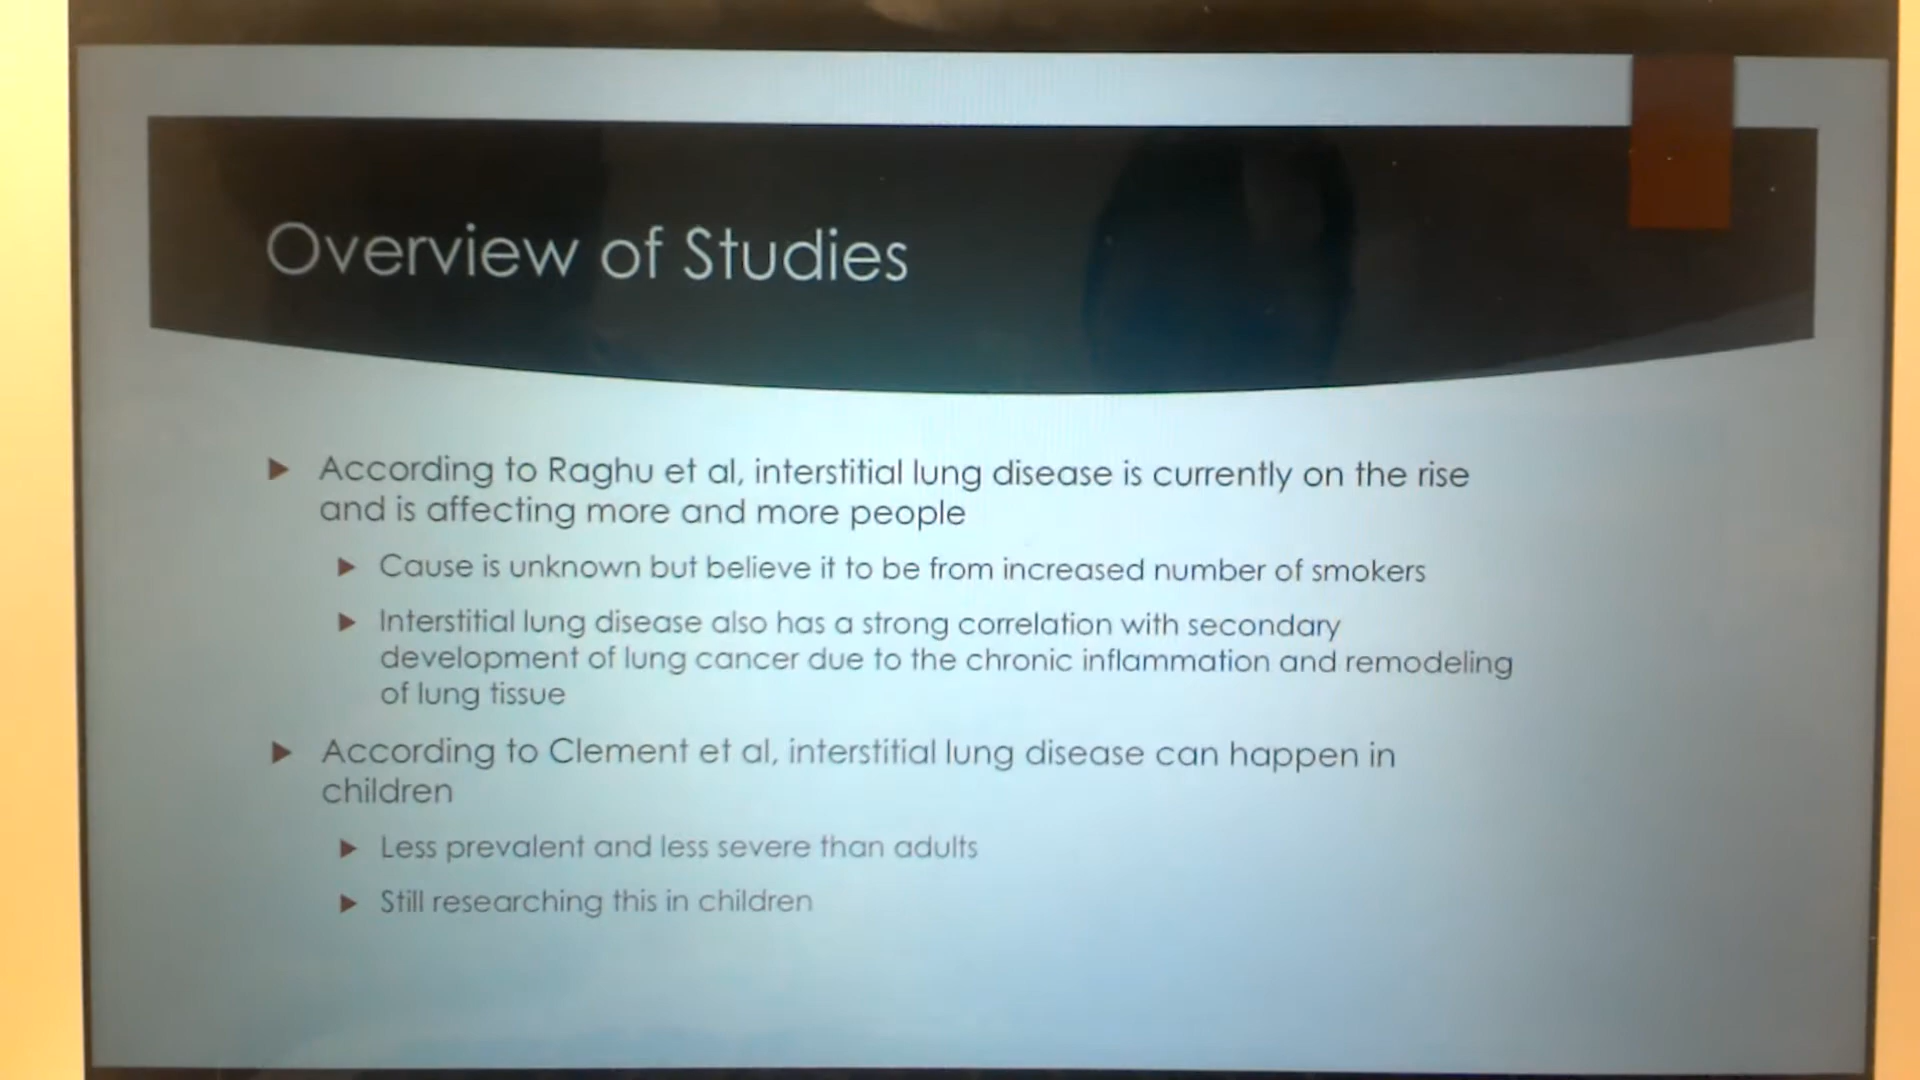 Overview of Studies
According to Raghu et al, interstitial lung disease is currently on the rise
and is affecting more and more people
Cause is unknown but believe it to be from increased number of smokers
Interstitial lung disease also has a strong correlation with secondary
development of lung cancer due to the chronic inflammation and remodeling
of lung tissue
According to Clement et al, interstitial lung disease can happen in
children
Less prevalent and less severe than adults
Still researching this in children